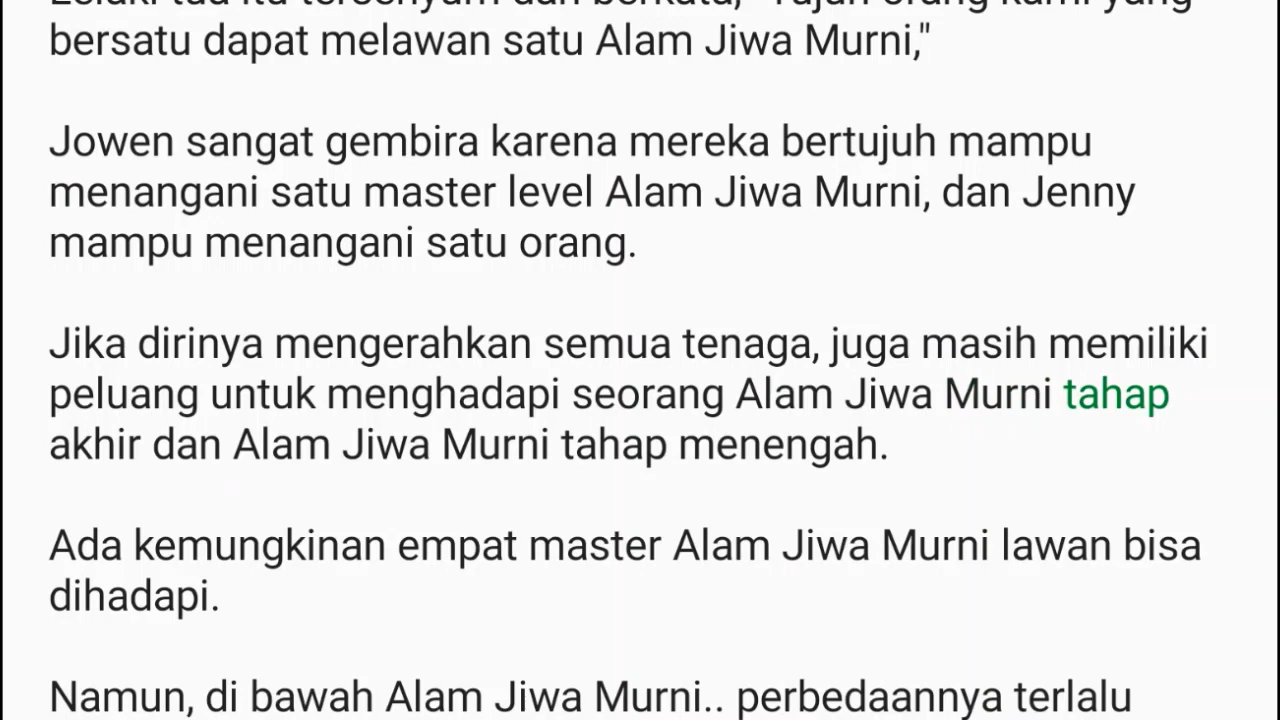 bersatu dapat melawan satu Alam Jiwa Murni,"
Jowen sangat gembira karena mereka bertujuh mampu
menangani satu master level Alam Jiwa Murni, dan Jenny
mampu menangani satu orang.
Jika dirinya mengerahkan semua tenaga, juga masih memiliki
peluang untuk menghadapi seorang Alam Jiwa Murni tahap
akhir dan Alam Jiwa Murni tahap menengah.
Ada kemungkinan empat master Alam Jiwa Murni lawan bisa
dihadapi.
Namun, di bawah Alam Jiwa Murni.. perbedaannya terlalu